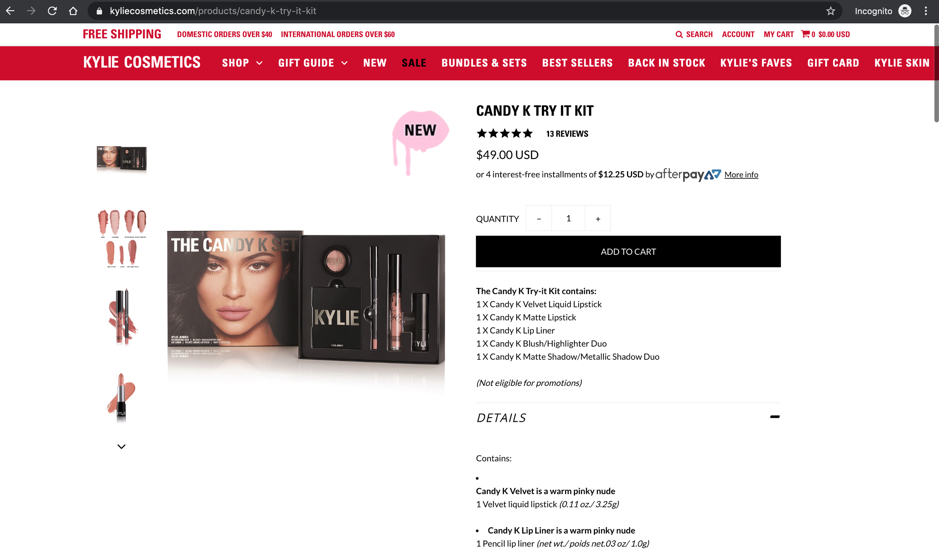 kyliecosmetics.com/products/candy-k-try-it-kit
Incognito
FREE SHIPPING DOMESTIC ORDERS OVER $40 INTERNATIONAL ORDERS OVER $60
SEARCH ACCOUNT MY CART 0 $0.00 USD
KYLIE COSMETICS SHOP GIFT GUIDE NEW SALE BUNDLES & SETS BEST SELLERS BACK IN STOCK KYLIE'S FAVES GIFT CARD KYLIE SKIN
NEW
THE CANDY K SET
KYLIE
KYLI
CANDY K TRY IT KIT
13 REVIEWS
$49.00 USD
or 4 interest-free installments of $12.25 USD by afterpay More info
QUANTITY - 1 +
ADD TO CART
The Candy K Try-it Kit contains:
1 X Candy K Velvet Liquid Lipstick
1 X Candy K Matte Lipstick
1 X Candy K Lip Liner
1 X Candy K Blush/Highlighter Duo
1 X Candy K Matte Shadow/Metallic Shadow Duo
(Not eligible for promotions)
DETAILS
Contains:
•
Candy K Velvet is a warm pinky nude
1 Velvet liquid lipstick (0.11 oz./ 3.25g)
• Candy K Lip Liner is a warm pinky nude
1 Pencil lip liner (net wt./ poids net.03 oz/ 1.0g)